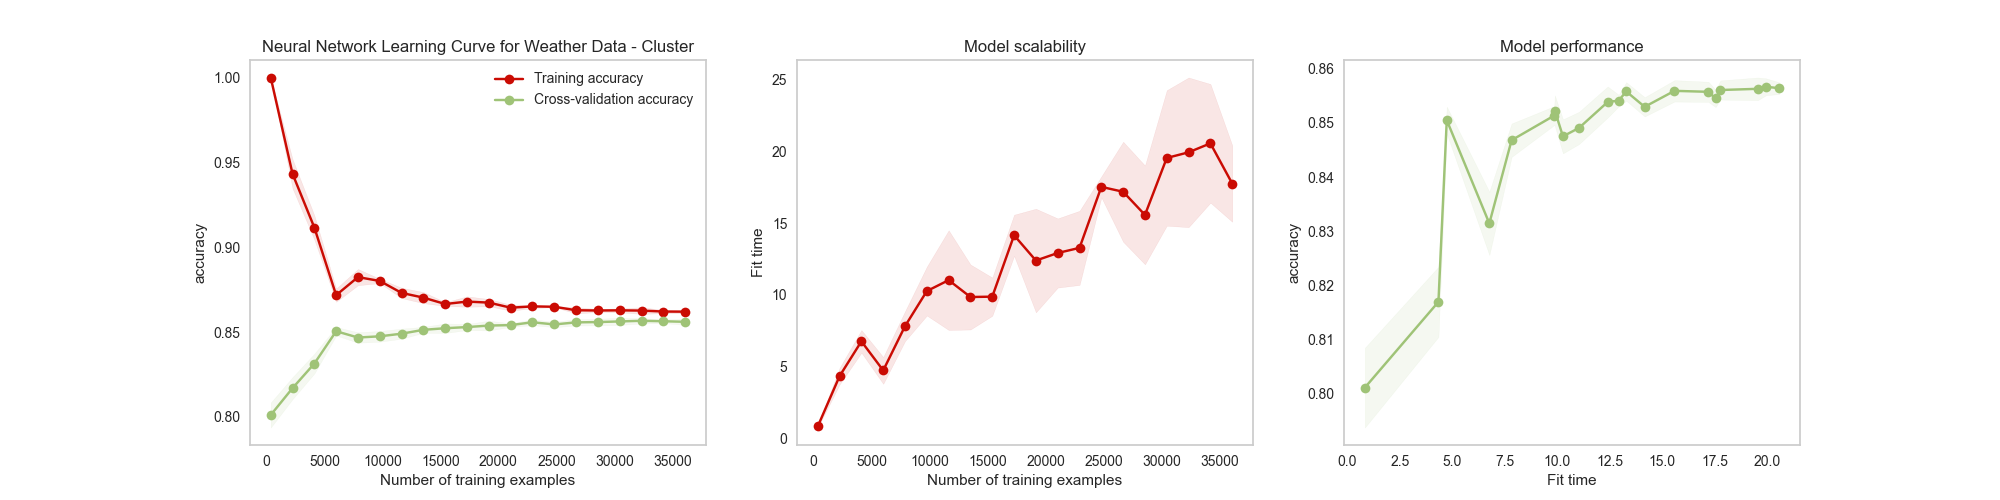 Neural Network Learning Curve for Weather Data - Cluster
Training accuracy
Cross-validation accuracy
1.00
0.95
0.90
0.85
0.80
accuracy
0 5000 10000 15000 20000 25000 30000 35000
Number of training examples
Model scalability
25
20
15
10
5
0
Fit time
0 5000 10000 15000 20000 25000 30000 35000
Number of training examples
Model performance
0.86
0.85
0.84
0.83
0.82
0.81
0.80
accuracy
0.0 2.5 5.0 7.5 10.0 12.5 15.0 17.5 20.0
Fit time